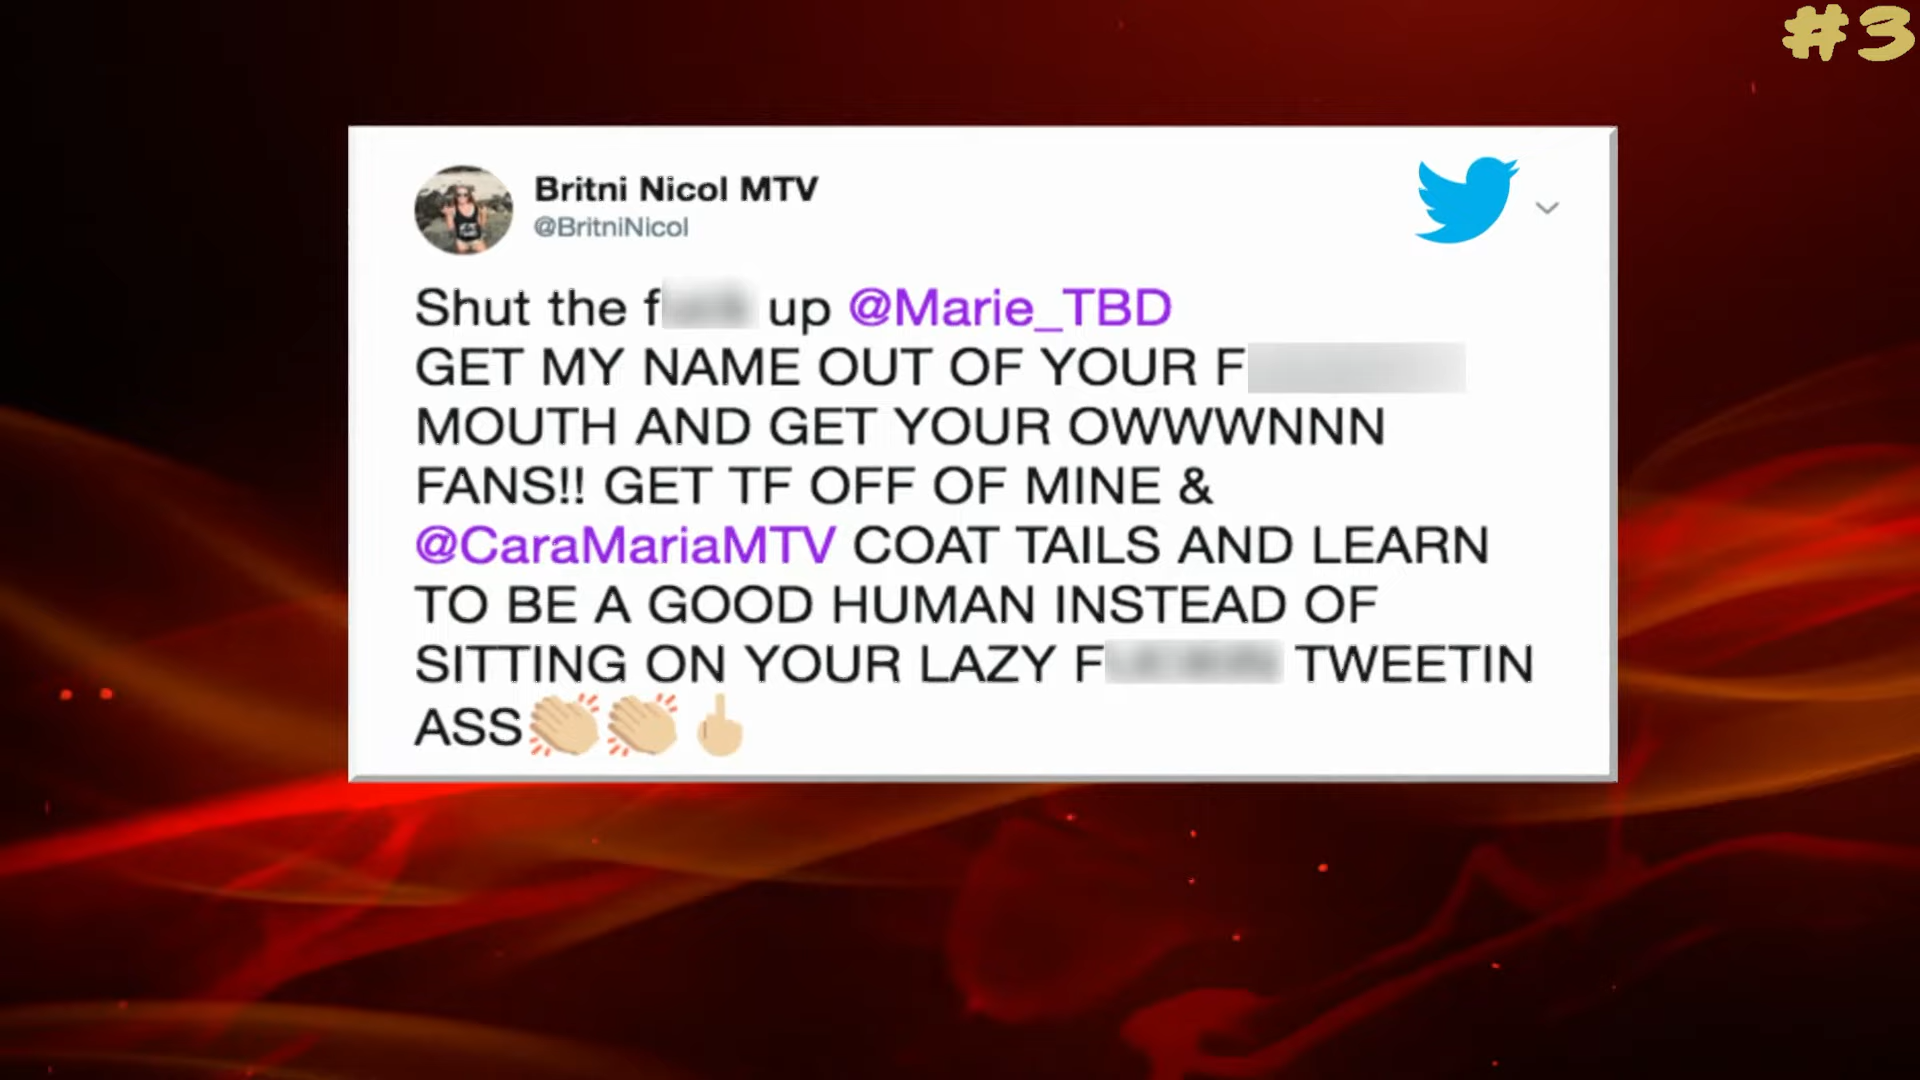 #3
Britni Nicol MTV
@BritniNicol
Shut the f up @Marie_TBD
GET MY NAME OUT OF YOUR F
MOUTH AND GET YOUR OWWWNNN
FANS!! GET TF OFF OF MINE &
@CaraMariaMTV COAT TAILS AND LEARN
TO BE A GOOD HUMAN INSTEAD OF
SITTING ON YOUR LAZY F TWEETIN
ASS👏🏼👏🏼🖕🏼